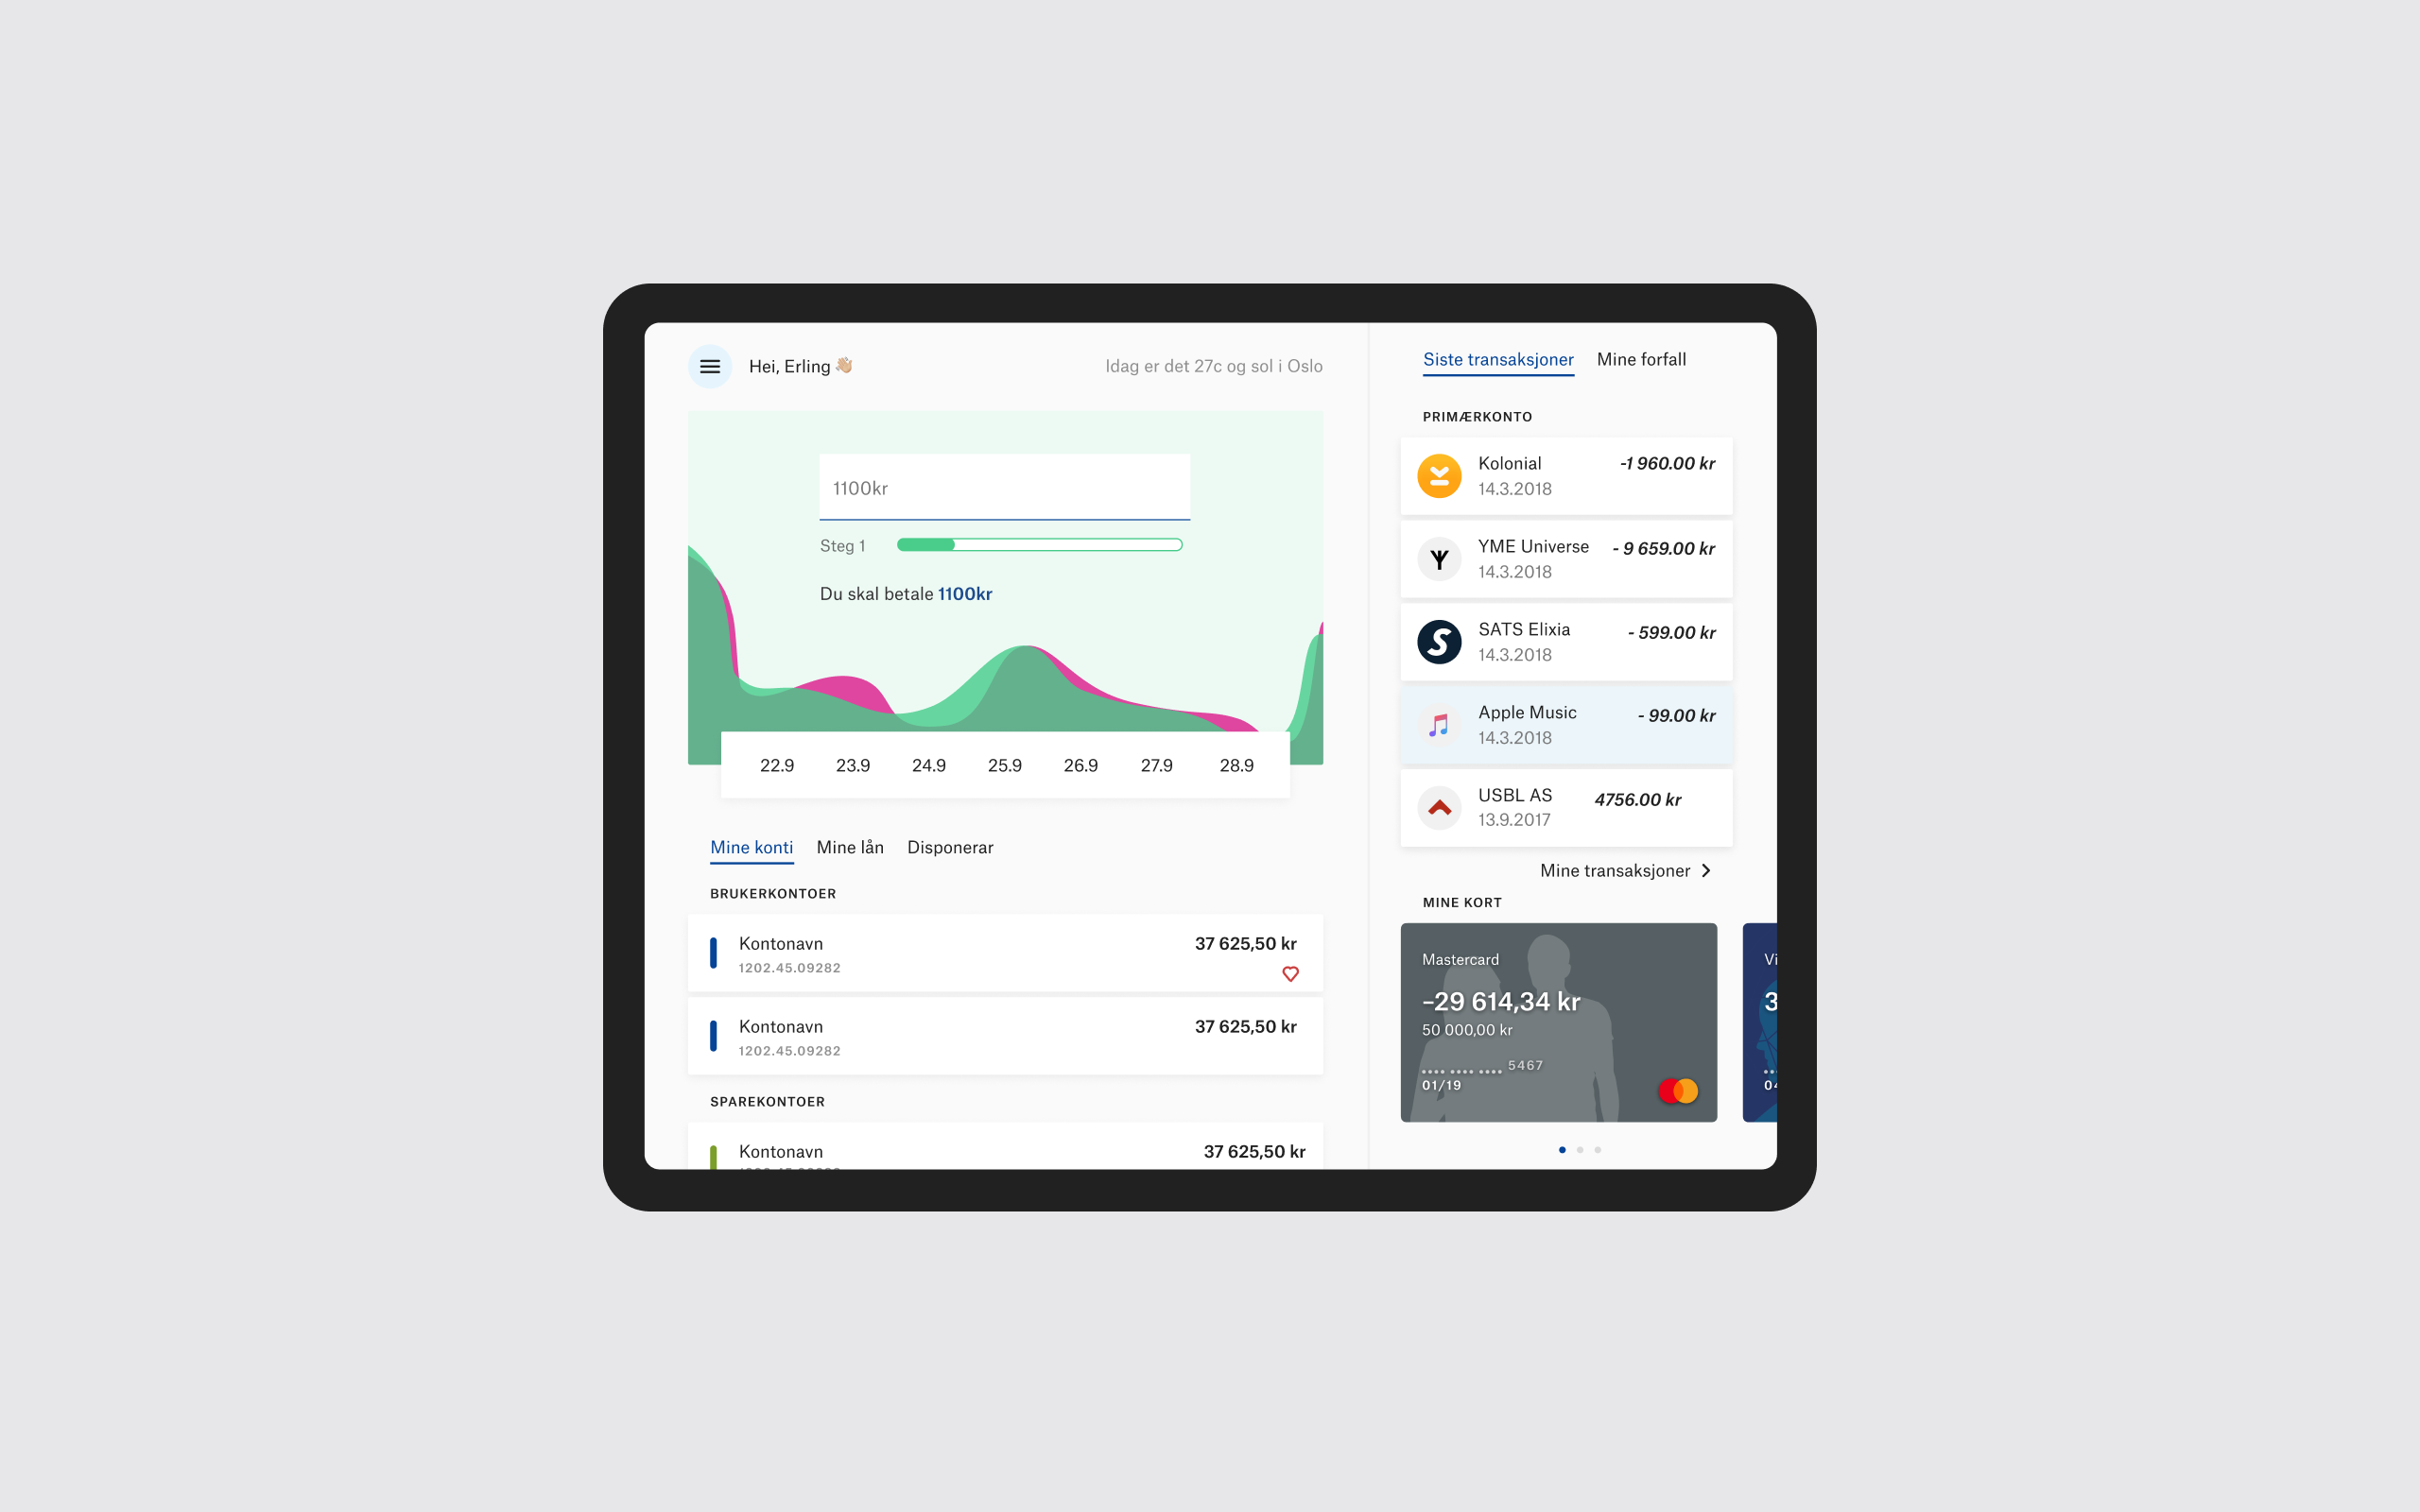 Hei, Erling 👋🏼
Idag er det 27c og sol i Oslo
1100kr
Steg 1
Du skal betale 1100kr
22.9 23.9 24.9 25.9 26.9 27.9 28.9
Mine konti Mine lån Disponerar
BRUKERKONTOER
Kontonavn 37 625,50 kr
1202.45.09282
Kontonavn 37 625,50 kr
1202.45.09282
SPAREKONTOER
Kontonavn 37 625,50 kr
Siste transaksjoner Mine forfall
PRIMÆRKONTO
Kolonial -1 960.00 kr
14.3.2018
YME Universe - 9 659.00 kr
14.3.2018
SATS Elixia - 599.00 kr
14.3.2018
Apple Music - 99.00 kr
14.3.2018
USBL AS 4756.00 kr
13.9.2017
Mine transaksjoner
MINE KORT
Mastercard
–29 614,34 kr
50 000,00 kr
.... .... .... 5467
01/19
Vi
3